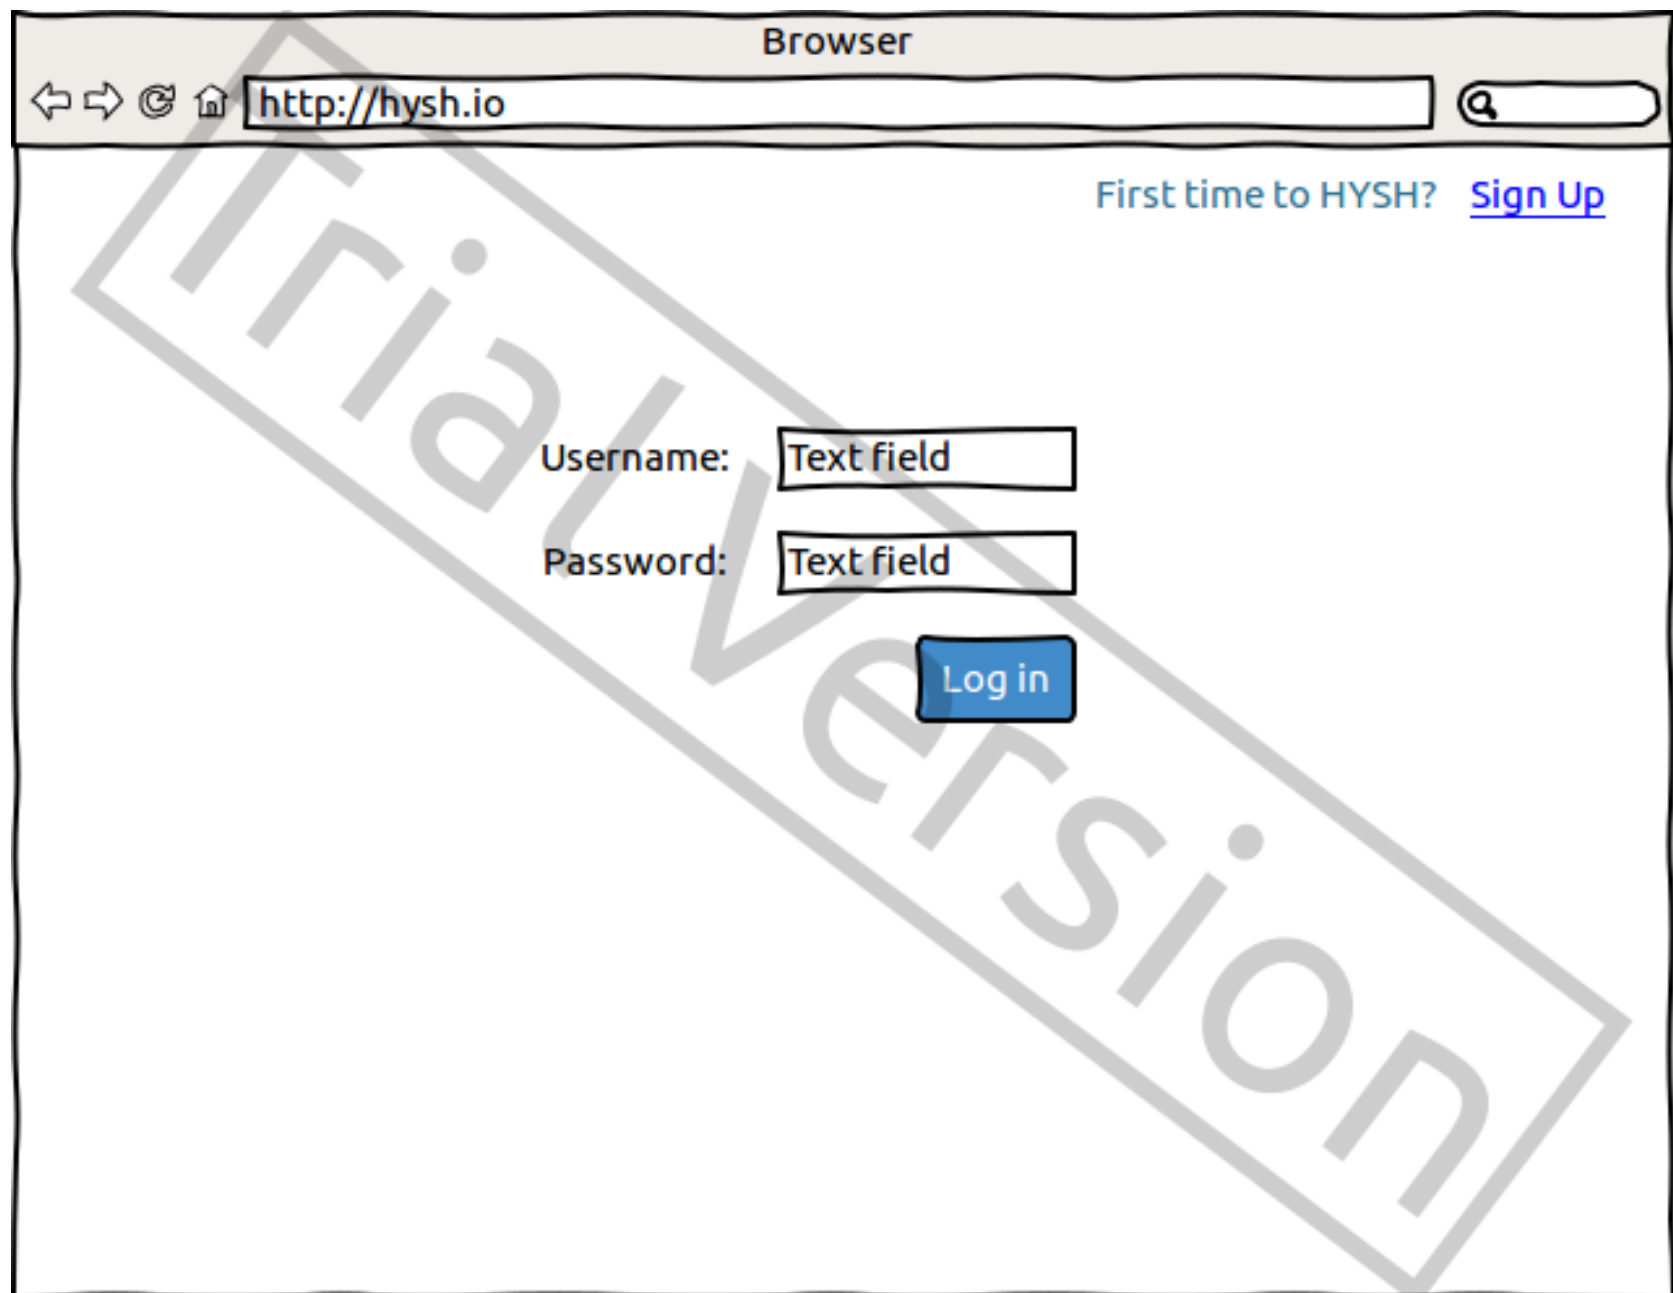 Browser
http://hysh.io
First time to HYSH? Sign Up
Username: Text field
Password: Text field
Log in
Trial Version